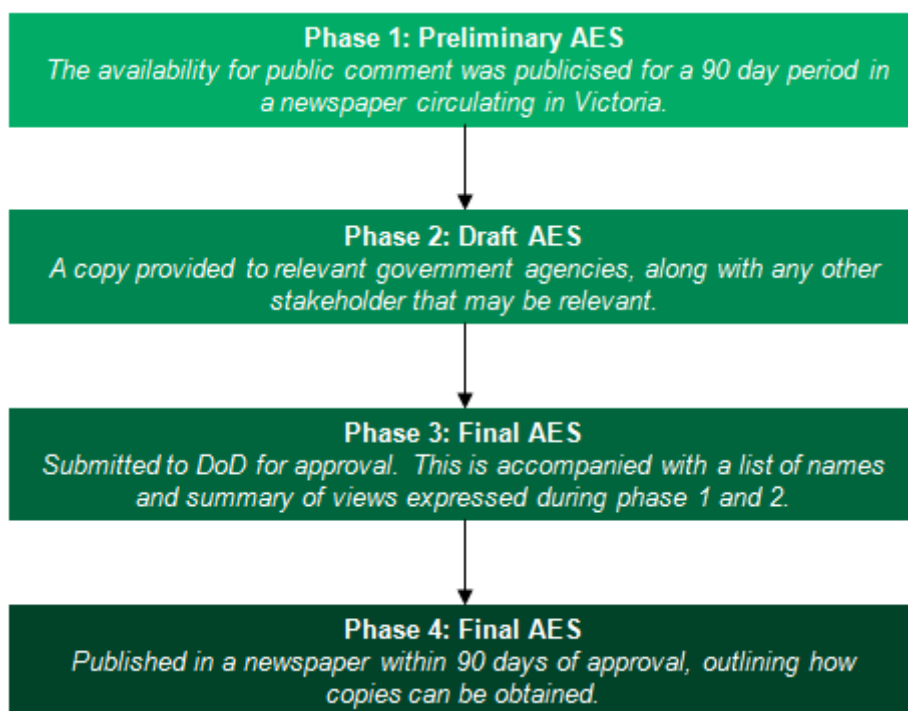 Phase 1: Preliminary AES
The availability for public comment was publicised for a 90 day period in
a newspaper circulating in Victoria.
Phase 2: Draft AES
A copy provided to relevant government agencies, along with any other
stakeholder that may be relevant.
Phase 3: Final AES
Submitted to DoD for approval. This is accompanied with a list of names
and summary of views expressed during phase 1 and 2.
Phase 4: Final AES
Published in a newspaper within 90 days of approval, outlining how
copies can be obtained.